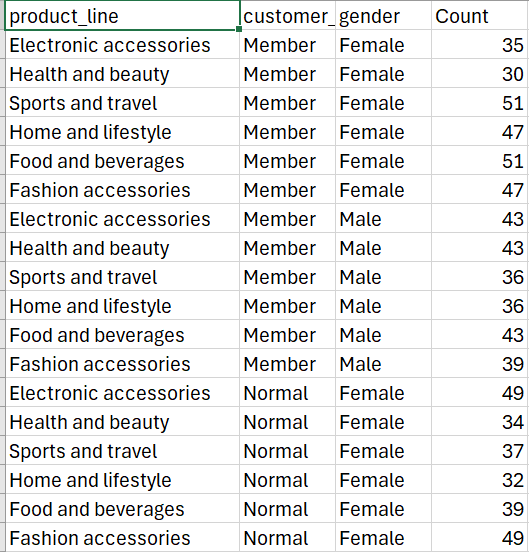 product_line customer_ gender Count
Electronic accessories Member Female 35
Health and beauty Member Female 30
Sports and travel Member Female 51
Home and lifestyle Member Female 47
Food and beverages Member Female 51
Fashion accessories Member Female 47
Electronic accessories Member Male 43
Health and beauty Member Male 43
Sports and travel Member Male 36
Home and lifestyle Member Male 36
Food and beverages Member Male 43
Fashion accessories Member Male 39
Electronic accessories Normal Female 49
Health and beauty Normal Female 34
Sports and travel Normal Female 37
Home and lifestyle Normal Female 32
Food and beverages Normal Female 39
Fashion accessories Normal Female 49